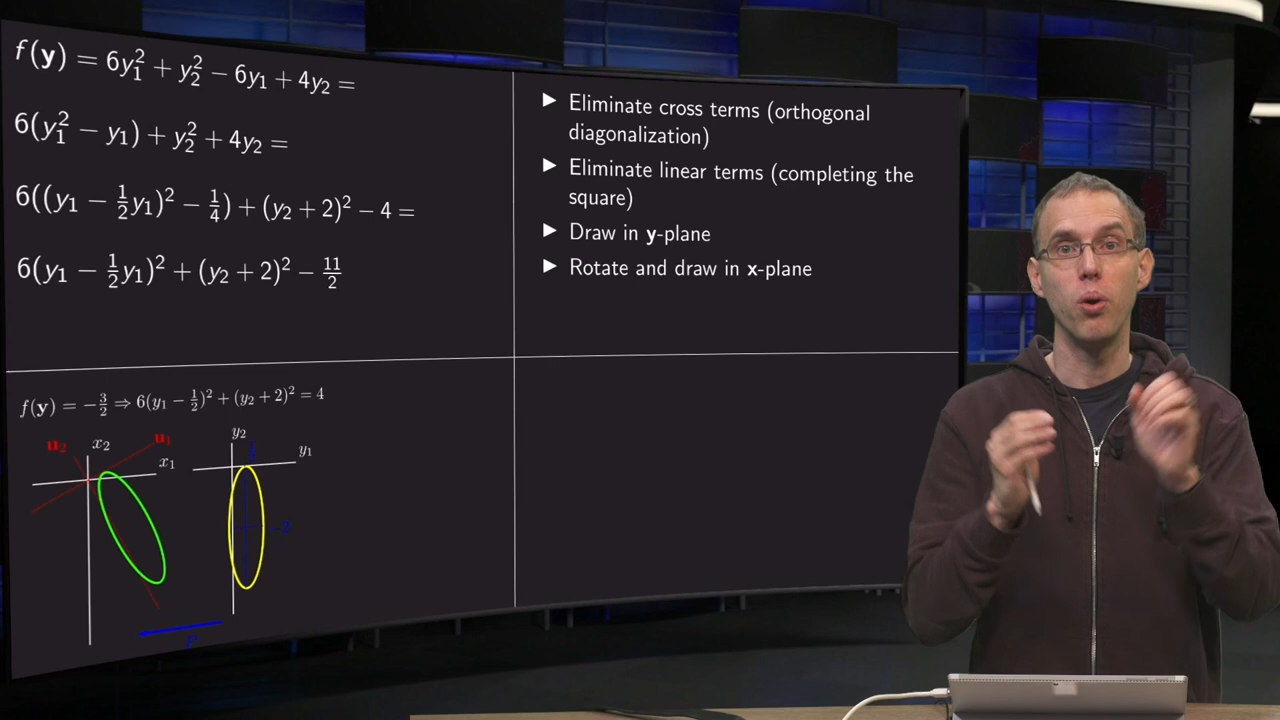 f(y) = 6y₁² + y₂² − 6y₁ + 4y₂ =
6(y₁² − y₁) + y₂² + 4y₂ =
6((y₁ − ½y₁)² − ¼) + (y₂ + 2)² − 4 =
6(y₁ − ½y₁)² + (y₂ + 2)² − 11/2
▶ Eliminate cross terms (orthogonal
diagonalization)
▶ Eliminate linear terms (completing the
square)
▶ Draw in y-plane
▶ Rotate and draw in x-plane
f(y) = −3/2 ⇒ 6(y₁ − ½)² + (y₂ + 2)² = 4
u₂
x₂
u₁
x₁
y₂
y₁
−2
P